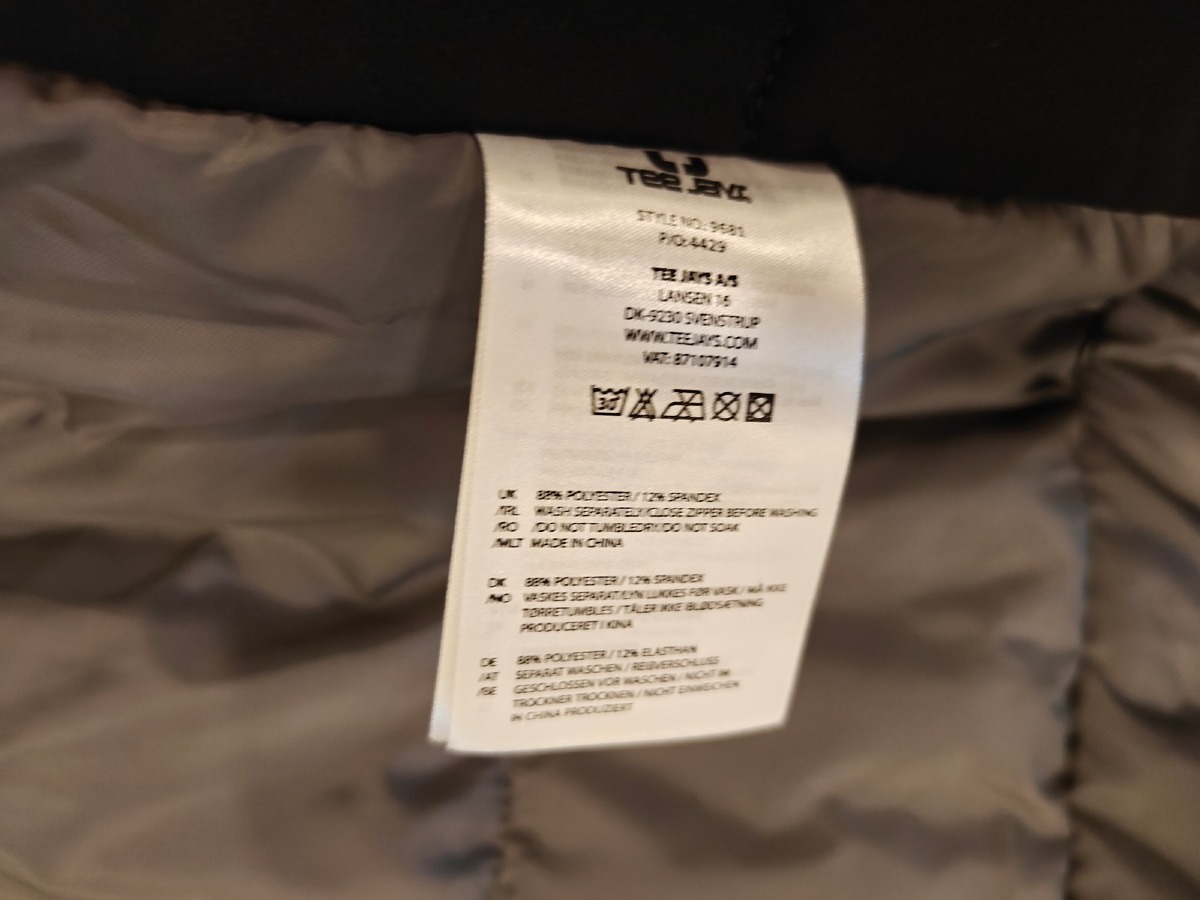 TEE JAYS
STYLE NO.: 9681
P/O:4429
TEE JAYS A/S
LANSEN 16
DK-9230 SVENSTRUP
WWW.TEEJAYS.COM
VAT: 87107914
30
UK 88% POLYESTER / 12% SPANDEX
/IRL WASH SEPARATELY/CLOSE ZIPPER BEFORE WASHING
/RO /DO NOT TUMBLEDRY/DO NOT SOAK
/MLT MADE IN CHINA
DK 88% POLYESTER / 12% SPANDEX
/NO VASKES SEPARAT/LYN LUKKES FØR VASK / MÅ IKKE
TØRRETUMBLES / TÅLER IKKE IBLØDSÆTNING
PRODUCERET I KINA
DE 88% POLYESTER / 12% ELASTHAN
/AT SEPARAT WASCHEN / REIßVERSCHLUSS
/BE GESCHLOSSEN VOR WASCHEN / NICHT IM
TROCKNER TROCKNEN / NICHT EINWEICHEN
IN CHINA PRODUZIERT